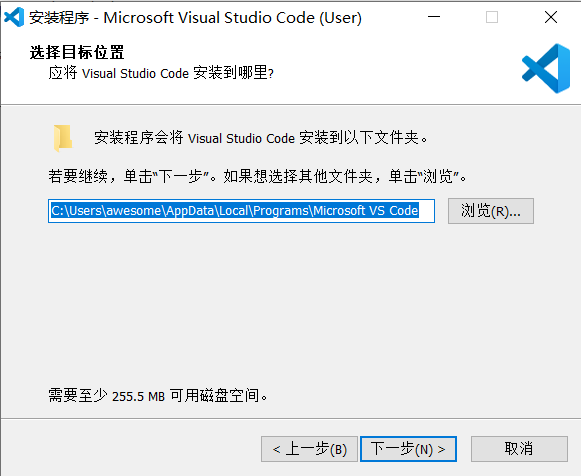 安装程序 - Microsoft Visual Studio Code (User)
选择目标位置
应将 Visual Studio Code 安装到哪里?
安装程序会将 Visual Studio Code 安装到以下文件夹。
若要继续，单击“下一步”。如果想选择其他文件夹，单击“浏览”。
C:\Users\awesome\AppData\Local\Programs\Microsoft VS Code
浏览(R)...
需要至少 255.5 MB 可用磁盘空间。
< 上一步(B)
下一步(N) >
取消